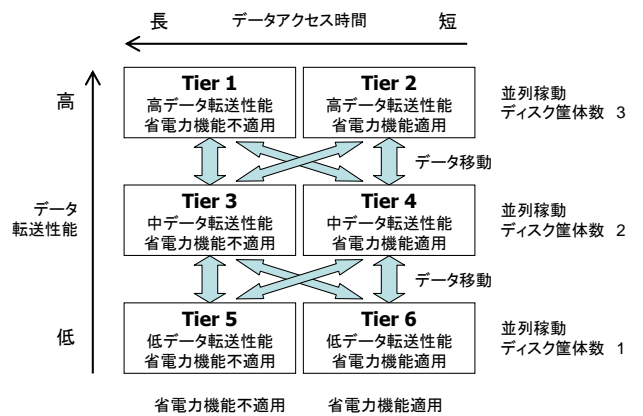 長 データアクセス時間 短
高
Tier 1
高データ転送性能
省電力機能不適用
Tier 2
高データ転送性能
省電力機能適用
並列稼動
ディスク筐体数 3
データ移動
データ
転送性能
Tier 3
中データ転送性能
省電力機能不適用
Tier 4
中データ転送性能
省電力機能適用
並列稼動
ディスク筐体数 2
データ移動
低
Tier 5
低データ転送性能
省電力機能不適用
Tier 6
低データ転送性能
省電力機能適用
並列稼動
ディスク筐体数 1
省電力機能不適用 省電力機能適用